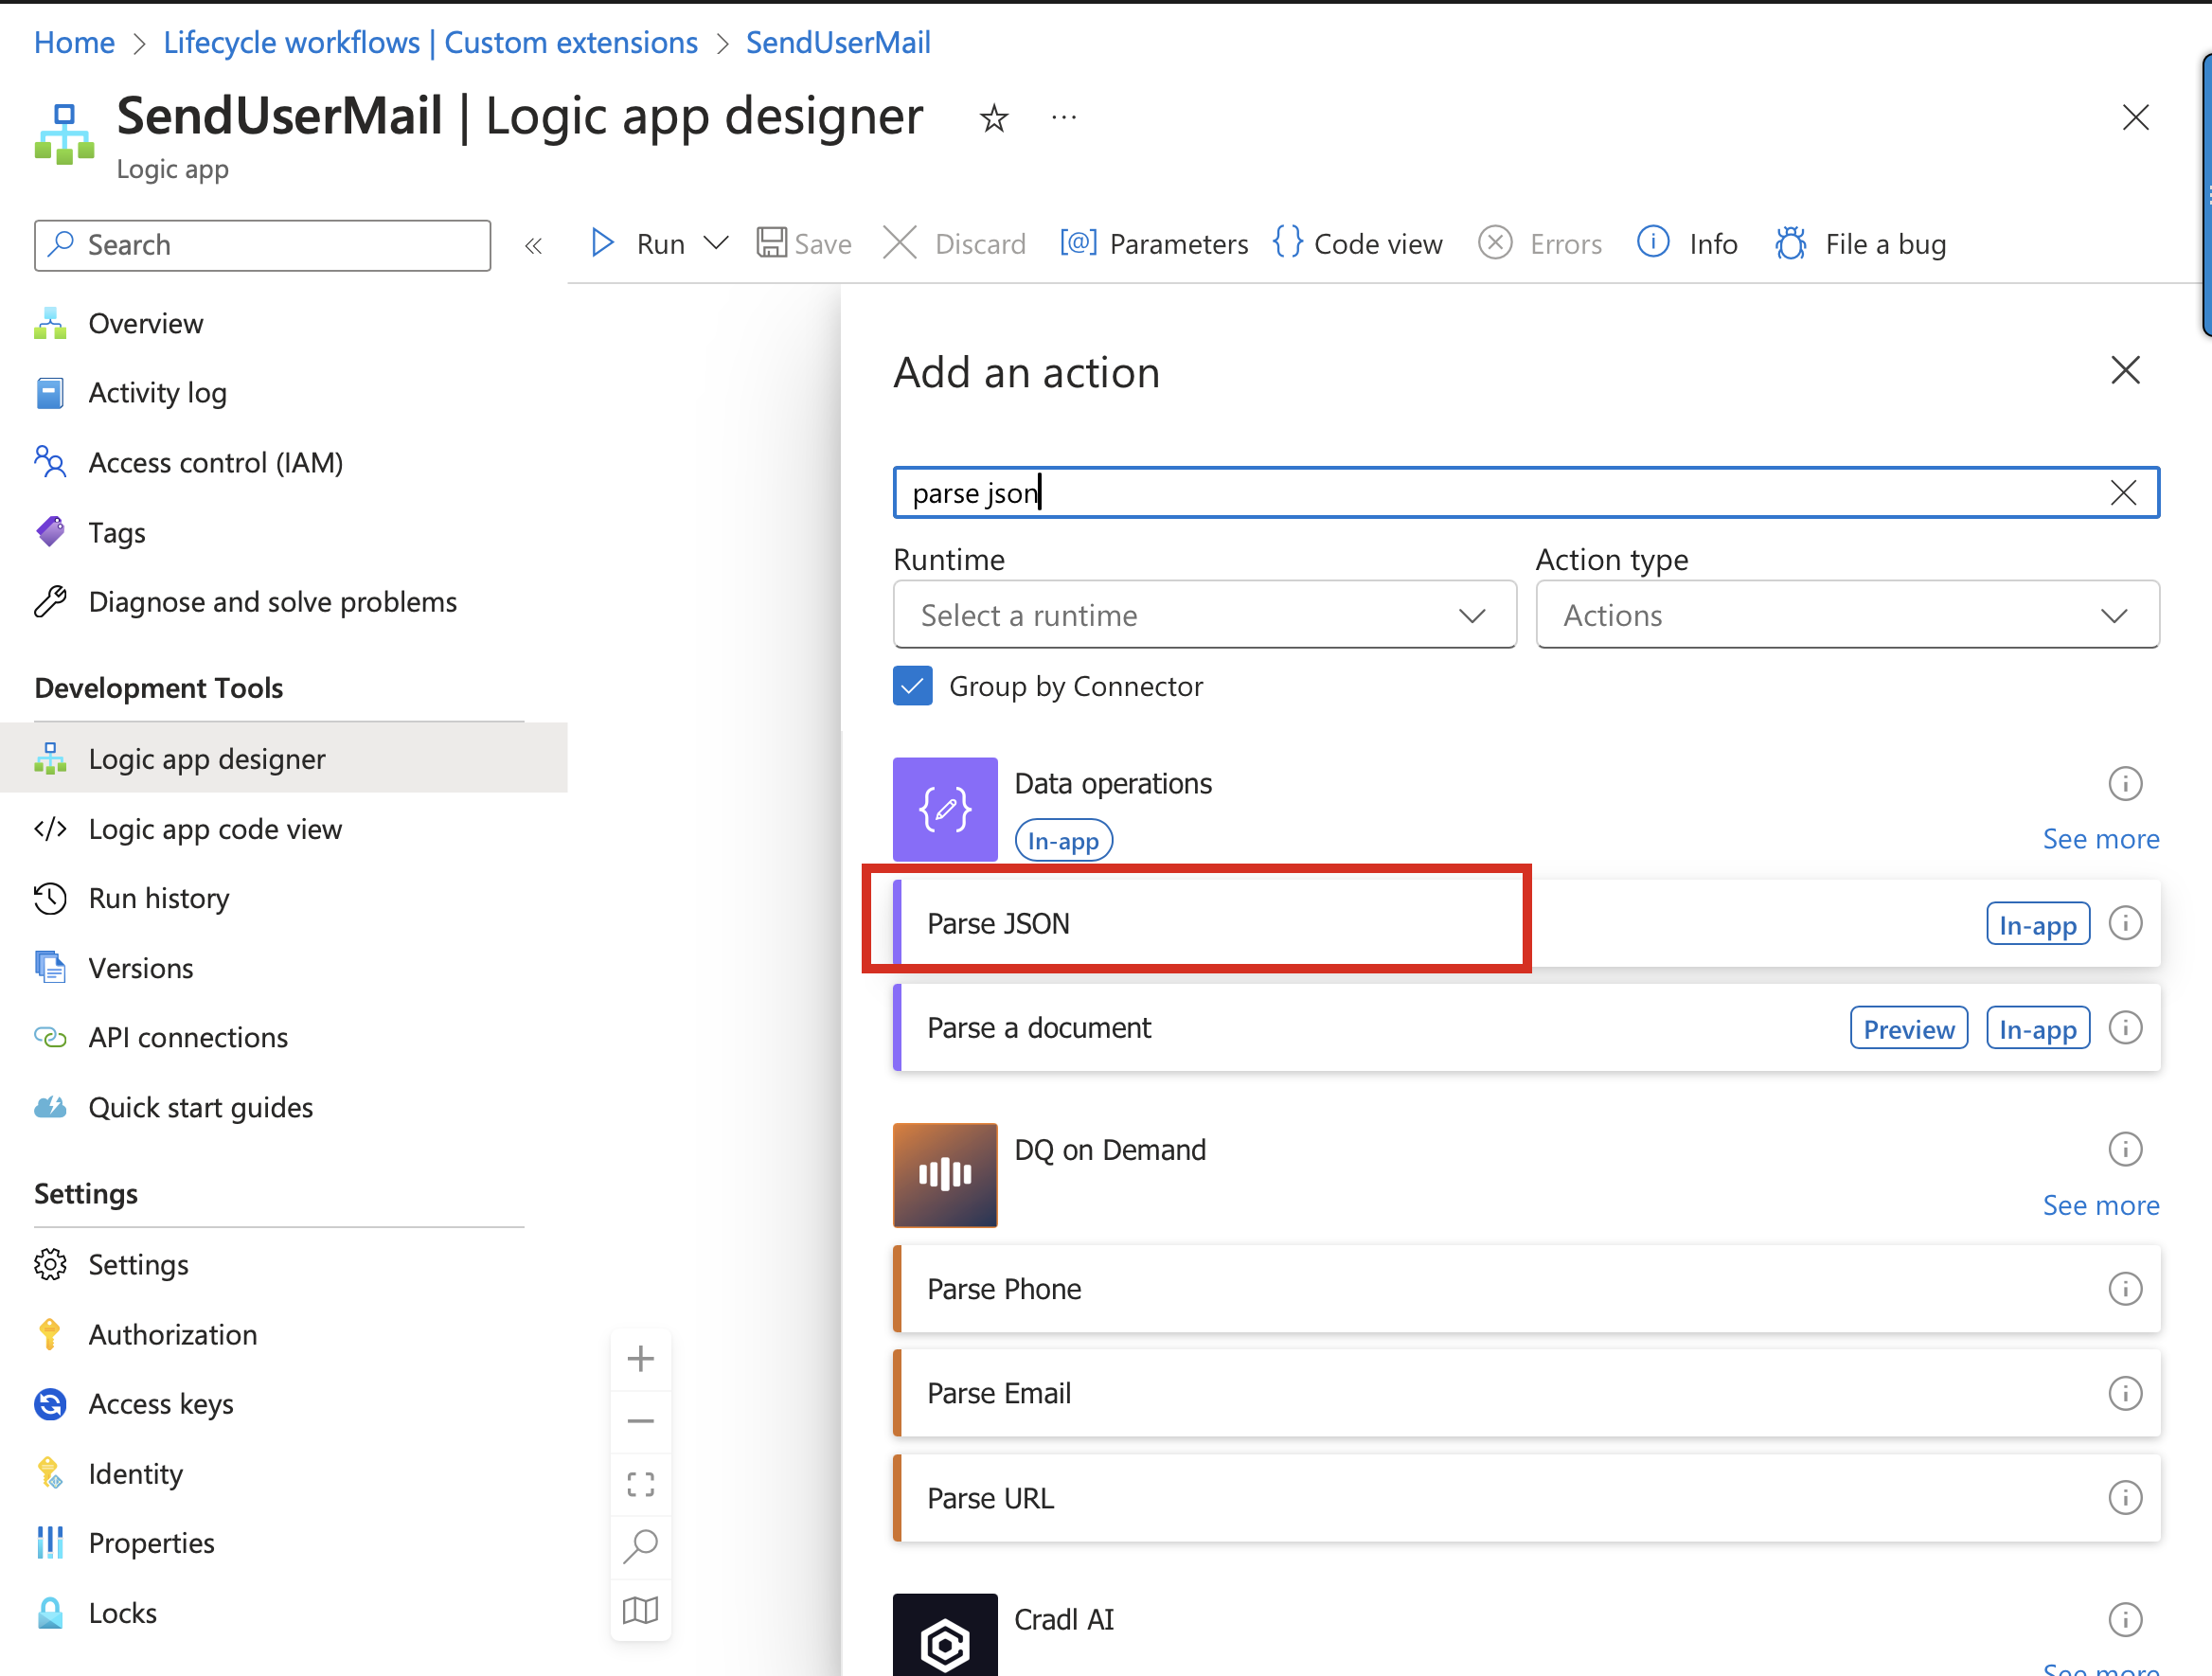 Home > Lifecycle workflows | Custom extensions > SendUserMail
SendUserMail | Logic app designer
Logic app
Search
Run
Save
Discard
Parameters
Code view
Errors
Info
File a bug
Overview
Activity log
Access control (IAM)
Tags
Diagnose and solve problems
Development Tools
Logic app designer
Logic app code view
Run history
Versions
API connections
Quick start guides
Settings
Settings
Authorization
Access keys
Identity
Properties
Locks
Add an action
parse json
Runtime
Action type
Select a runtime
Actions
Group by Connector
Data operations
In-app
See more
Parse JSON
In-app
Parse a document
Preview
In-app
DQ on Demand
See more
Parse Phone
Parse Email
Parse URL
Cradl AI
See more